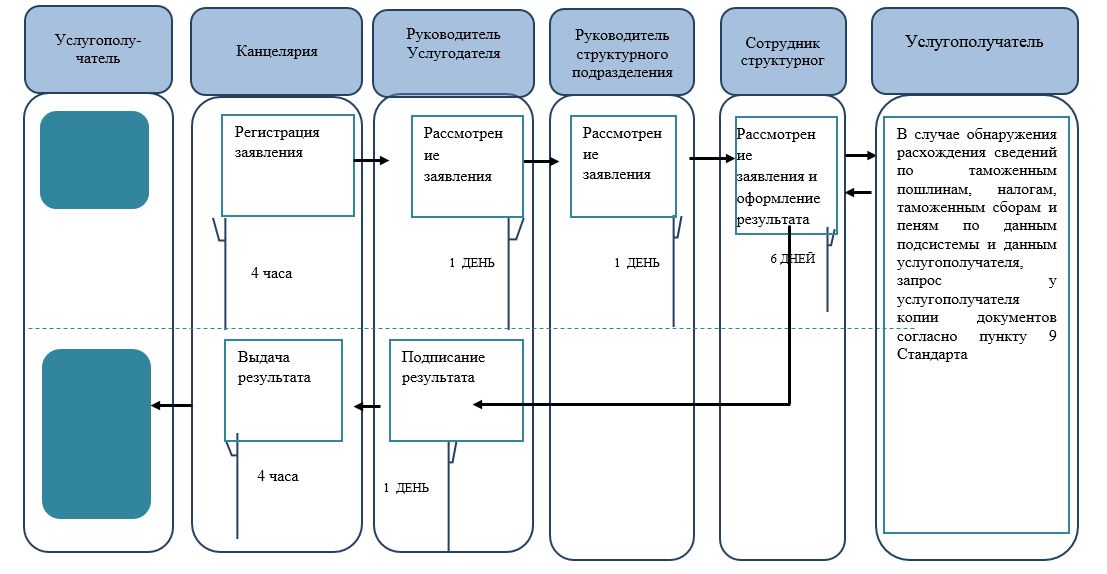 Услугополу-
чатель
Канцелярия
Руководитель
Услугодателя
Руководитель
структурного
подразделения
Сотрудник
структурног
Услугополучатель
Регистрация
заявления
4 часа
Рассмотрен
ие
заявления
1 ДЕНЬ
Рассмотрен
ие
заявления
1 ДЕНЬ
Рассмотрен
ие
заявления и
оформление
результата
6 ДНЕЙ
В случае обнаружения
расхождения сведений
по таможенным
пошлинам, налогам,
таможенным сборам и
пеням по данным
подсистемы и данным
услугополучателя,
запрос у
услугополучателя
копии документов
согласно пункту 9
Стандарта
Выдача
результата
4 часа
Подписание
результата
1 ДЕНЬ